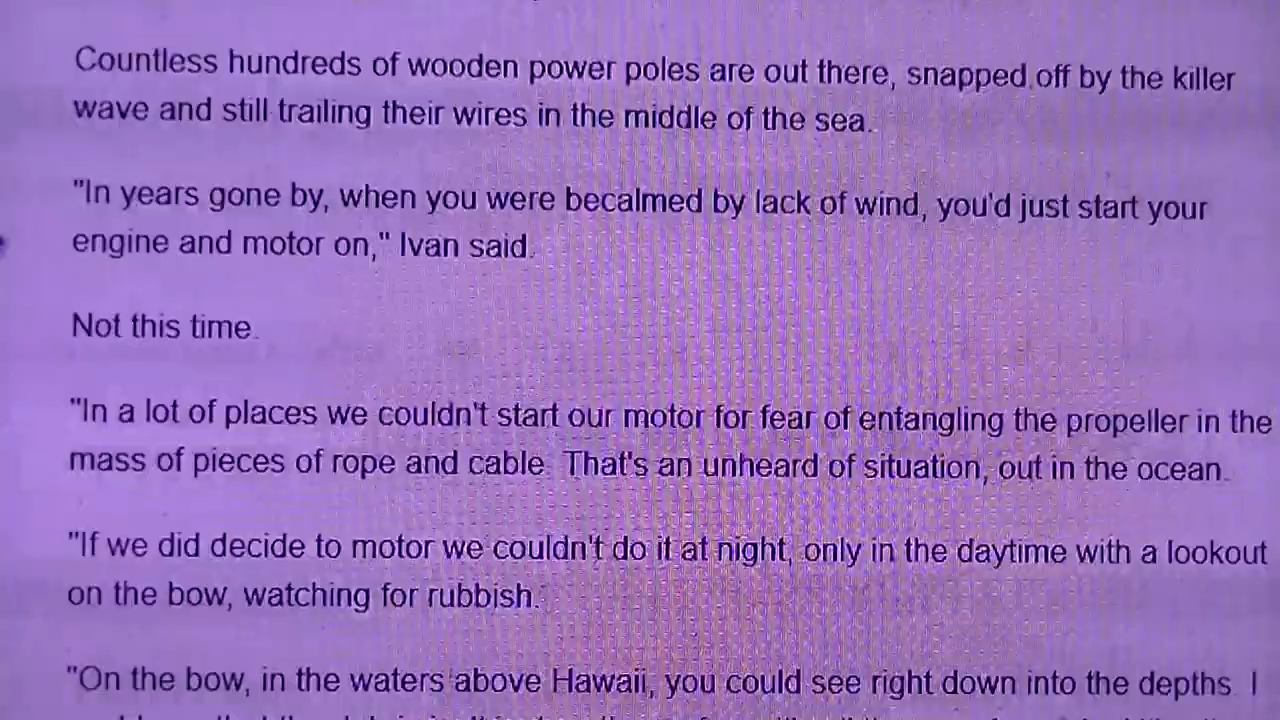 Countless hundreds of wooden power poles are out there, snapped off by the killer
wave and still trailing their wires in the middle of the sea.
"In years gone by, when you were becalmed by lack of wind, you'd just start your
engine and motor on," Ivan said.
Not this time.
"In a lot of places we couldn't start our motor for fear of entangling the propeller in the
mass of pieces of rope and cable. That's an unheard of situation, out in the ocean.
"If we did decide to motor we couldn't do it at night, only in the daytime with a lookout
on the bow, watching for rubbish.
"On the bow, in the waters above Hawaii, you could see right down into the depths. I